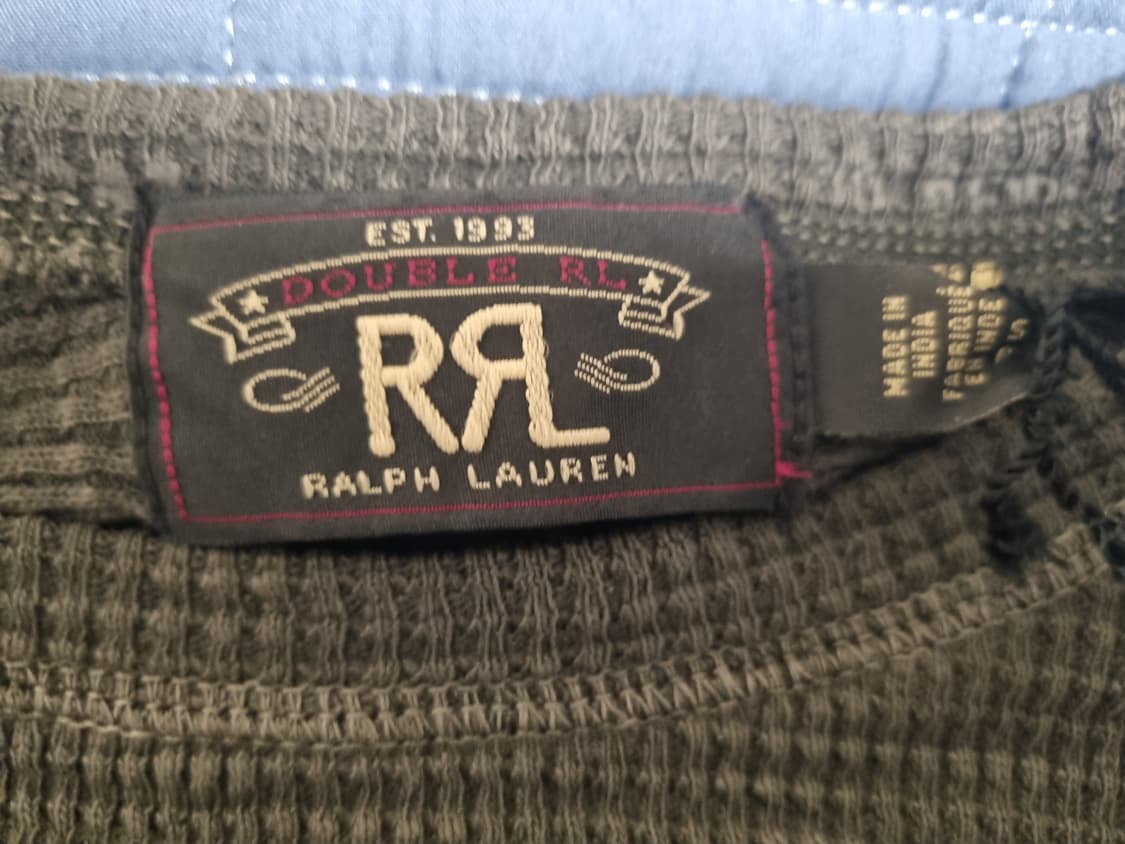 EST. 1993
DOUBLE RL
RRL
RALPH LAUREN
MADE IN
INDIA
FABRIQUÉ
EN INDE